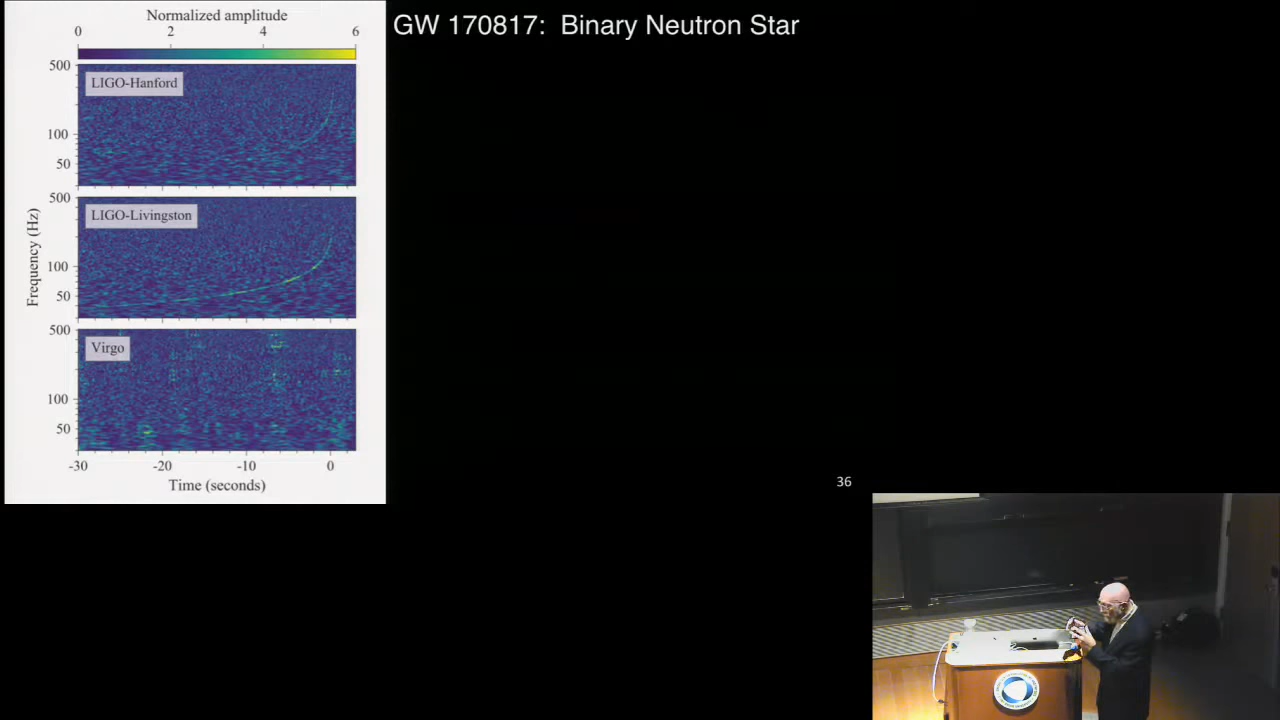 Normalized amplitude
0 2 4 6
GW 170817: Binary Neutron Star
500
LIGO-Hanford
100
50
500
LIGO-Livingston
100
50
Frequency (Hz)
500
Virgo
100
50
-30 -20 -10 0
Time (seconds)
36